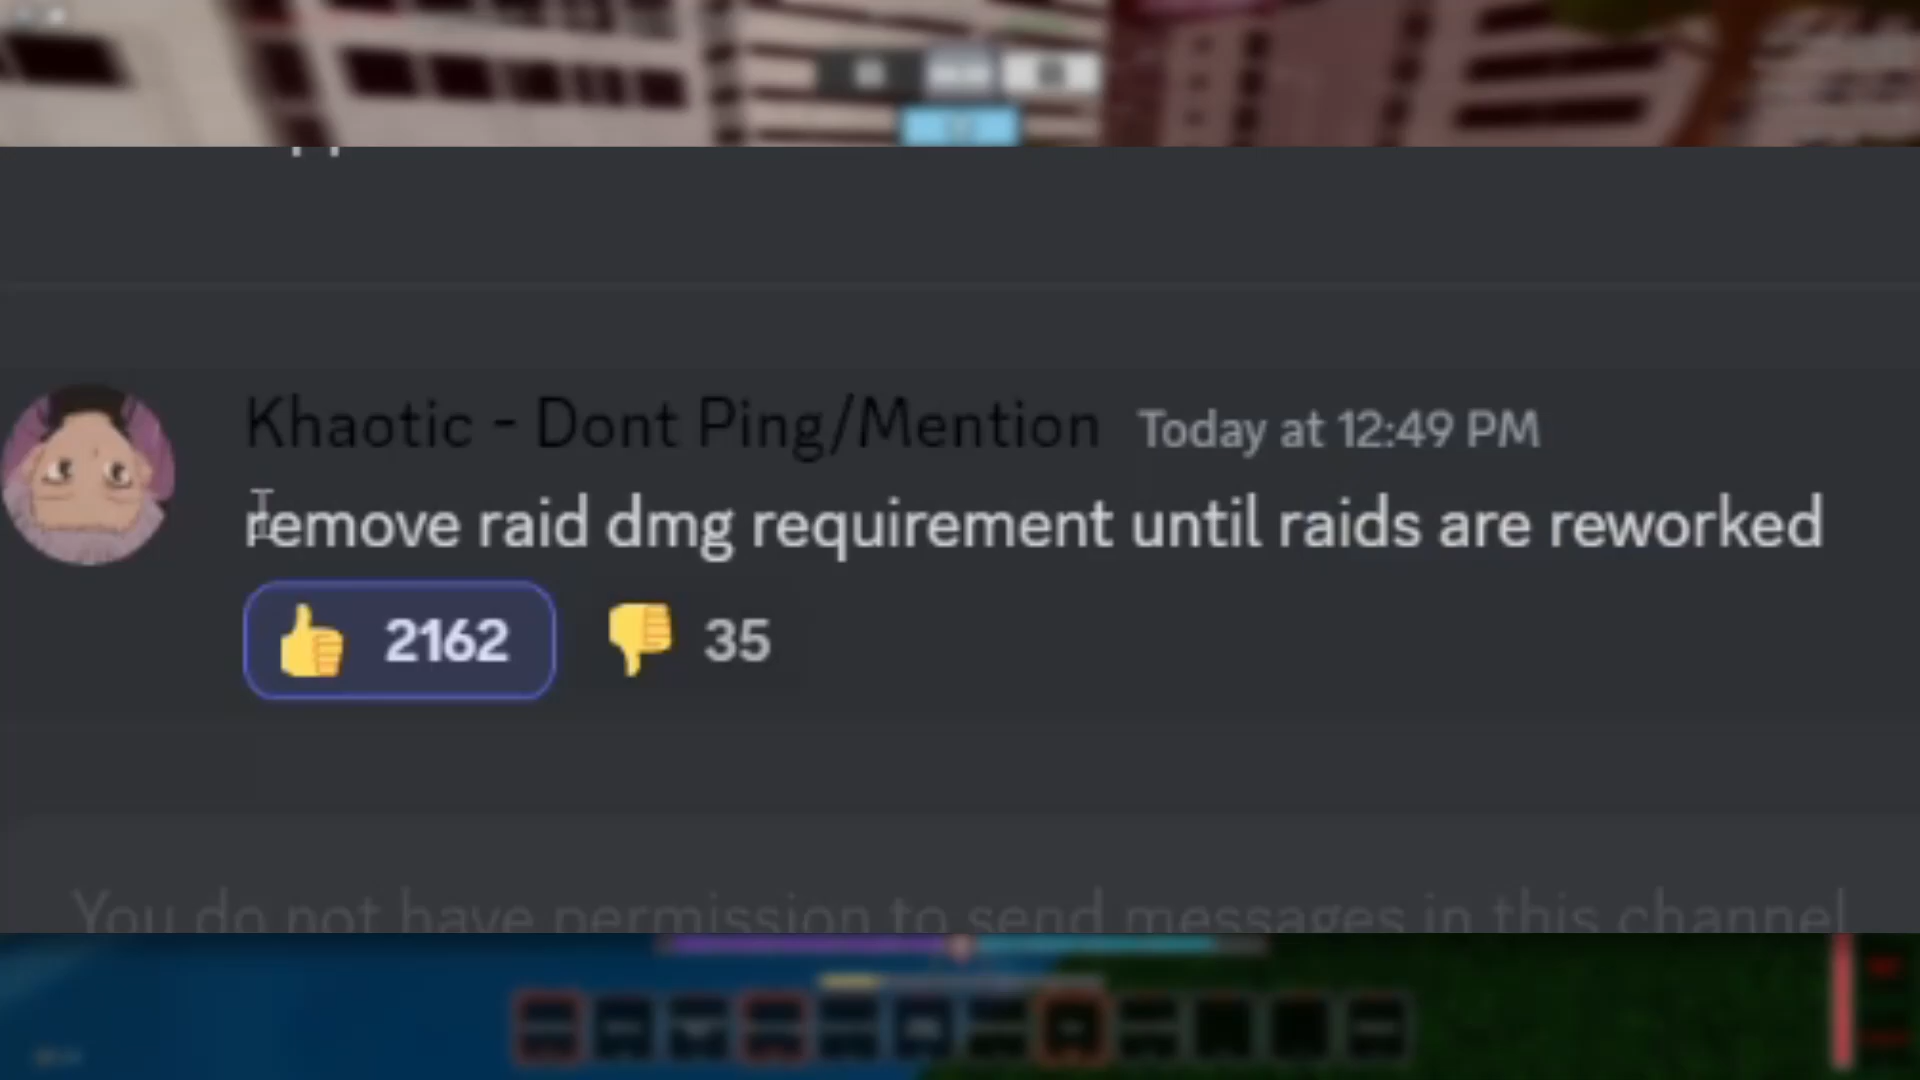 Khaotic - Dont Ping/Mention Today at 12:49 PM
remove raid dmg requirement until raids are reworked
👍 2162 👎 35
You do not have permission to send messages in this channel